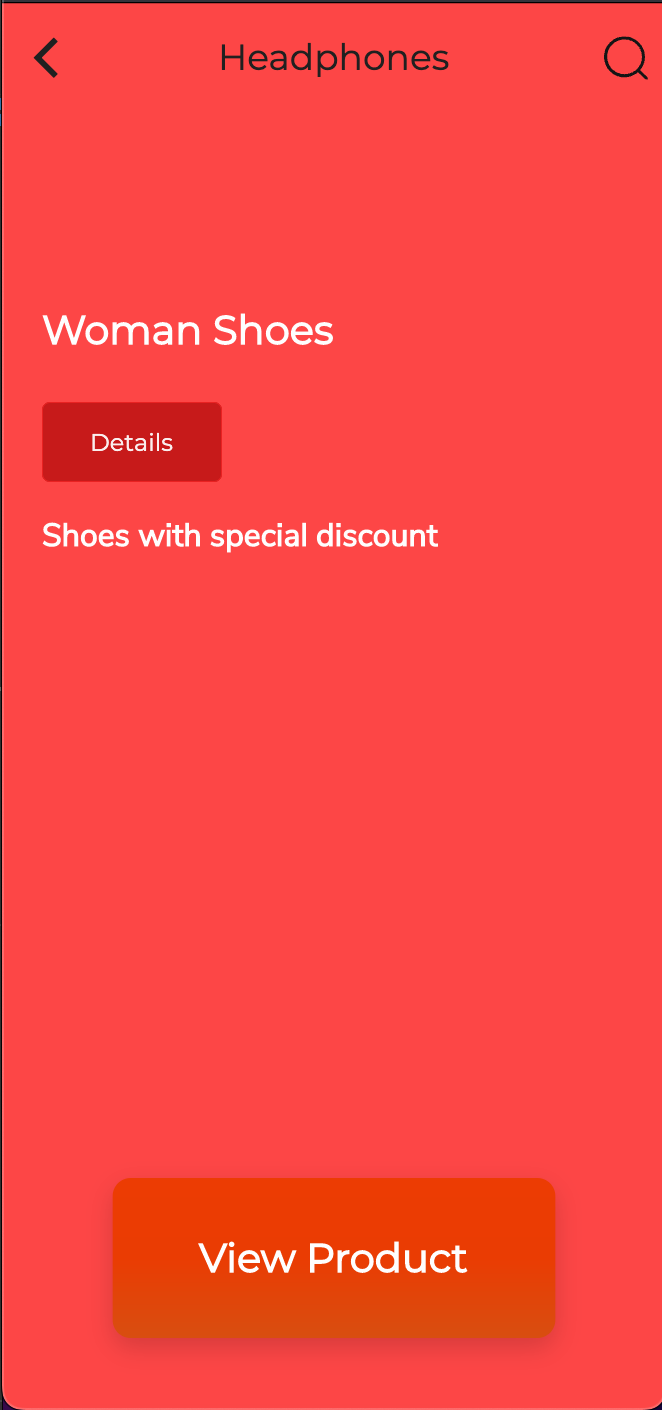 Headphones
Woman Shoes
Details
Shoes with special discount
View Product